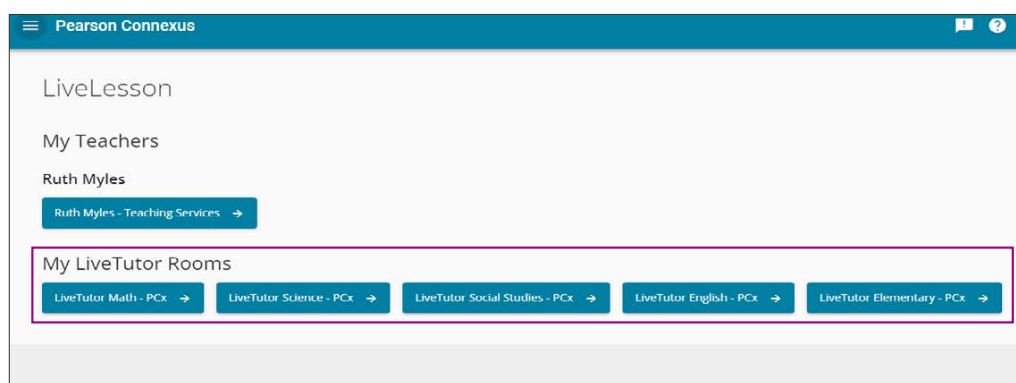 Pearson Connexus
LiveLesson
My Teachers
Ruth Myles
Ruth Myles - Teaching Services →
My LiveTutor Rooms
LiveTutor Math - PCx → LiveTutor Science - PCx → LiveTutor Social Studies - PCx → LiveTutor English - PCx → LiveTutor Elementary - PCx →